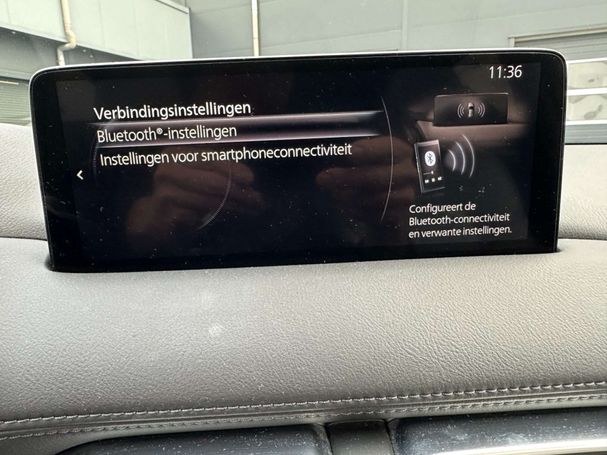 11:36
Verbindingsinstellingen
Bluetooth®-instellingen
Instellingen voor smartphoneconnectiviteit
Configureert de
Bluetooth-connectiviteit
en verwante instellingen.